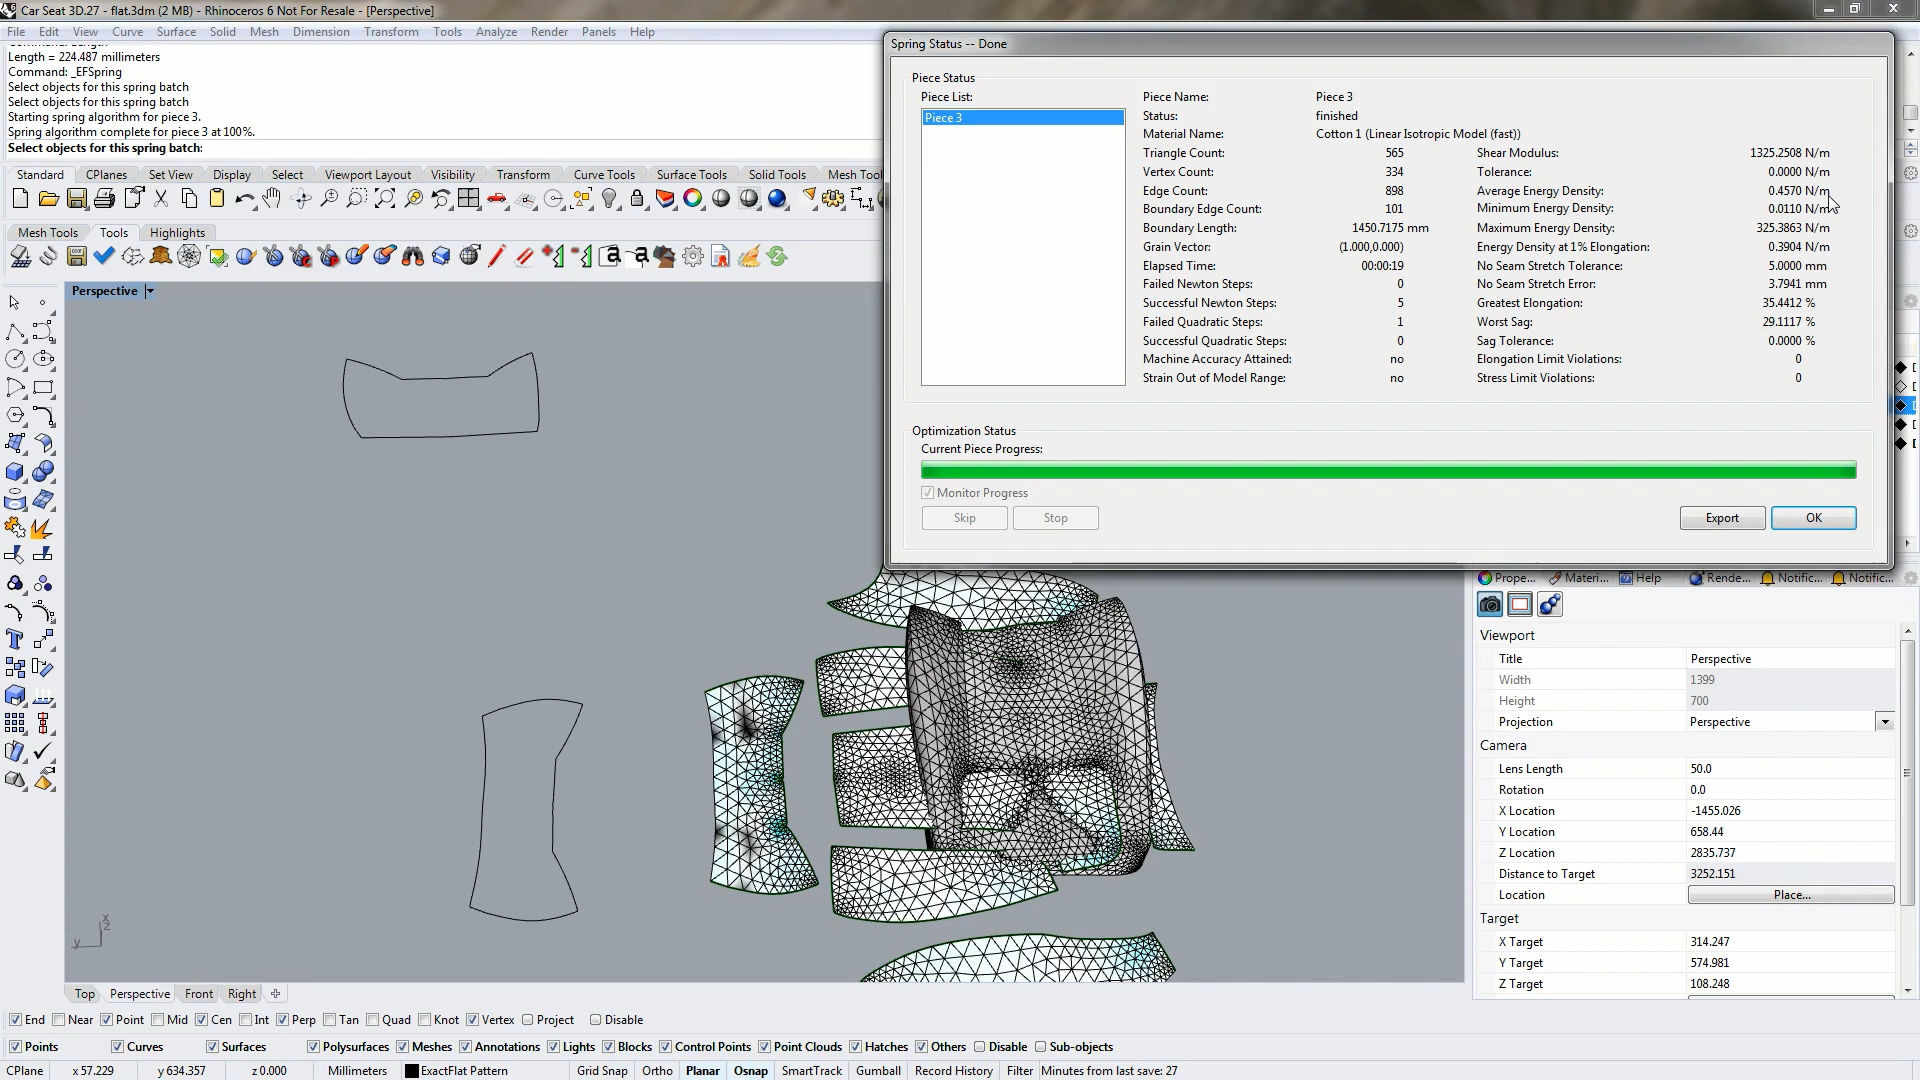 Car Seat 3D.27 - flat.3dm (2 MB) - Rhinoceros 6 Not For Resale - [Perspective]
File Edit View Curve Surface Solid Mesh Dimension Transform Tools Analyze Render Panels Help
Length = 224.487 millimeters
Command: _EFSpring
Select objects for this spring batch
Select objects for this spring batch
Starting spring algorithm for piece 3.
Spring algorithm complete for piece 3 at 100%.
Select objects for this spring batch:
Standard CPlanes Set View Display Select Viewport Layout Visibility Transform Curve Tools Surface Tools Solid Tools Mesh Tool
Mesh Tools Tools Highlights
Perspective
Spring Status -- Done
Piece Status
Piece List:
Piece 3
Piece Name: Piece 3
Status: finished
Material Name: Cotton 1 (Linear Isotropic Model (fast))
Triangle Count: 565 Shear Modulus: 1325.2508 N/m
Vertex Count: 334 Tolerance: 0.0000 N/m
Edge Count: 898 Average Energy Density: 0.4570 N/m
Boundary Edge Count: 101 Minimum Energy Density: 0.0110 N/m
Boundary Length: 1450.7175 mm Maximum Energy Density: 325.3863 N/m
Grain Vector: (1.000,0.000) Energy Density at 1% Elongation: 0.3904 N/m
Elapsed Time: 00:00:19 No Seam Stretch Tolerance: 5.0000 mm
Failed Newton Steps: 0 No Seam Stretch Error: 3.7941 mm
Successful Newton Steps: 5 Greatest Elongation: 35.4412 %
Failed Quadratic Steps: 1 Worst Sag: 29.1117 %
Successful Quadratic Steps: 0 Sag Tolerance: 0.0000 %
Machine Accuracy Attained: no Elongation Limit Violations: 0
Strain Out of Model Range: no Stress Limit Violations: 0
Optimization Status
Current Piece Progress:
Monitor Progress
Skip Stop Export OK
Prope... Materi... Help Rende... Notific... Notific...
Viewport
Title Perspective
Width 1399
Height 700
Projection Perspective
Camera
Lens Length 50.0
Rotation 0.0
X Location -1455.026
Y Location 658.44
Z Location 2835.737
Distance to Target 3252.151
Location Place...
Target
X Target 314.247
Y Target 574.981
Z Target 108.248
x
z
y
Top Perspective Front Right
End Near Point Mid Cen Int Perp Tan Quad Knot Vertex Project Disable
Points Curves Surfaces Polysurfaces Meshes Annotations Lights Blocks Control Points Point Clouds Hatches Others Disable Sub-objects
CPlane x 57.229 y 634.357 z 0.000 Millimeters ExactFlat Pattern Grid Snap Ortho Planar Osnap SmartTrack Gumball Record History Filter Minutes from last save: 27